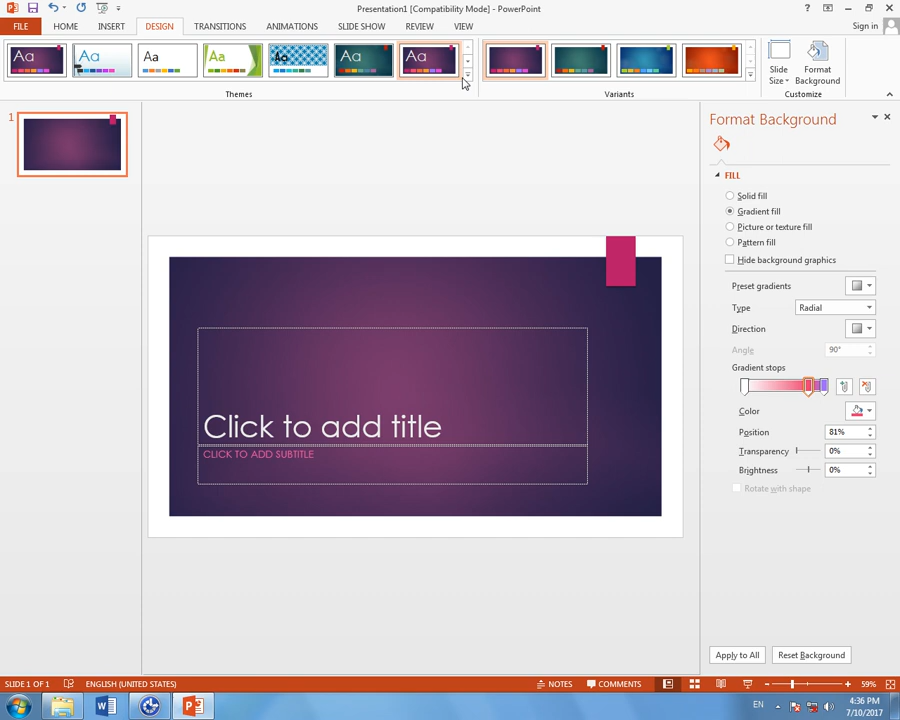 Presentation1 [Compatibility Mode] - PowerPoint
FILE HOME INSERT DESIGN TRANSITIONS ANIMATIONS SLIDE SHOW REVIEW VIEW Sign in
Aa Aa Aa Aa Aa Aa Aa
Slide Size
Format Background
Themes Variants Customize
1
Format Background
FILL
Solid fill
Gradient fill
Picture or texture fill
Pattern fill
Hide background graphics
Preset gradients
Type Radial
Direction
Angle 90°
Gradient stops
Color
Position 81%
Transparency 0%
Brightness 0%
Rotate with shape
Click to add title
CLICK TO ADD SUBTITLE
Apply to All Reset Background
SLIDE 1 OF 1 ENGLISH (UNITED STATES) NOTES COMMENTS 59%
EN 4:36 PM
7/10/2017